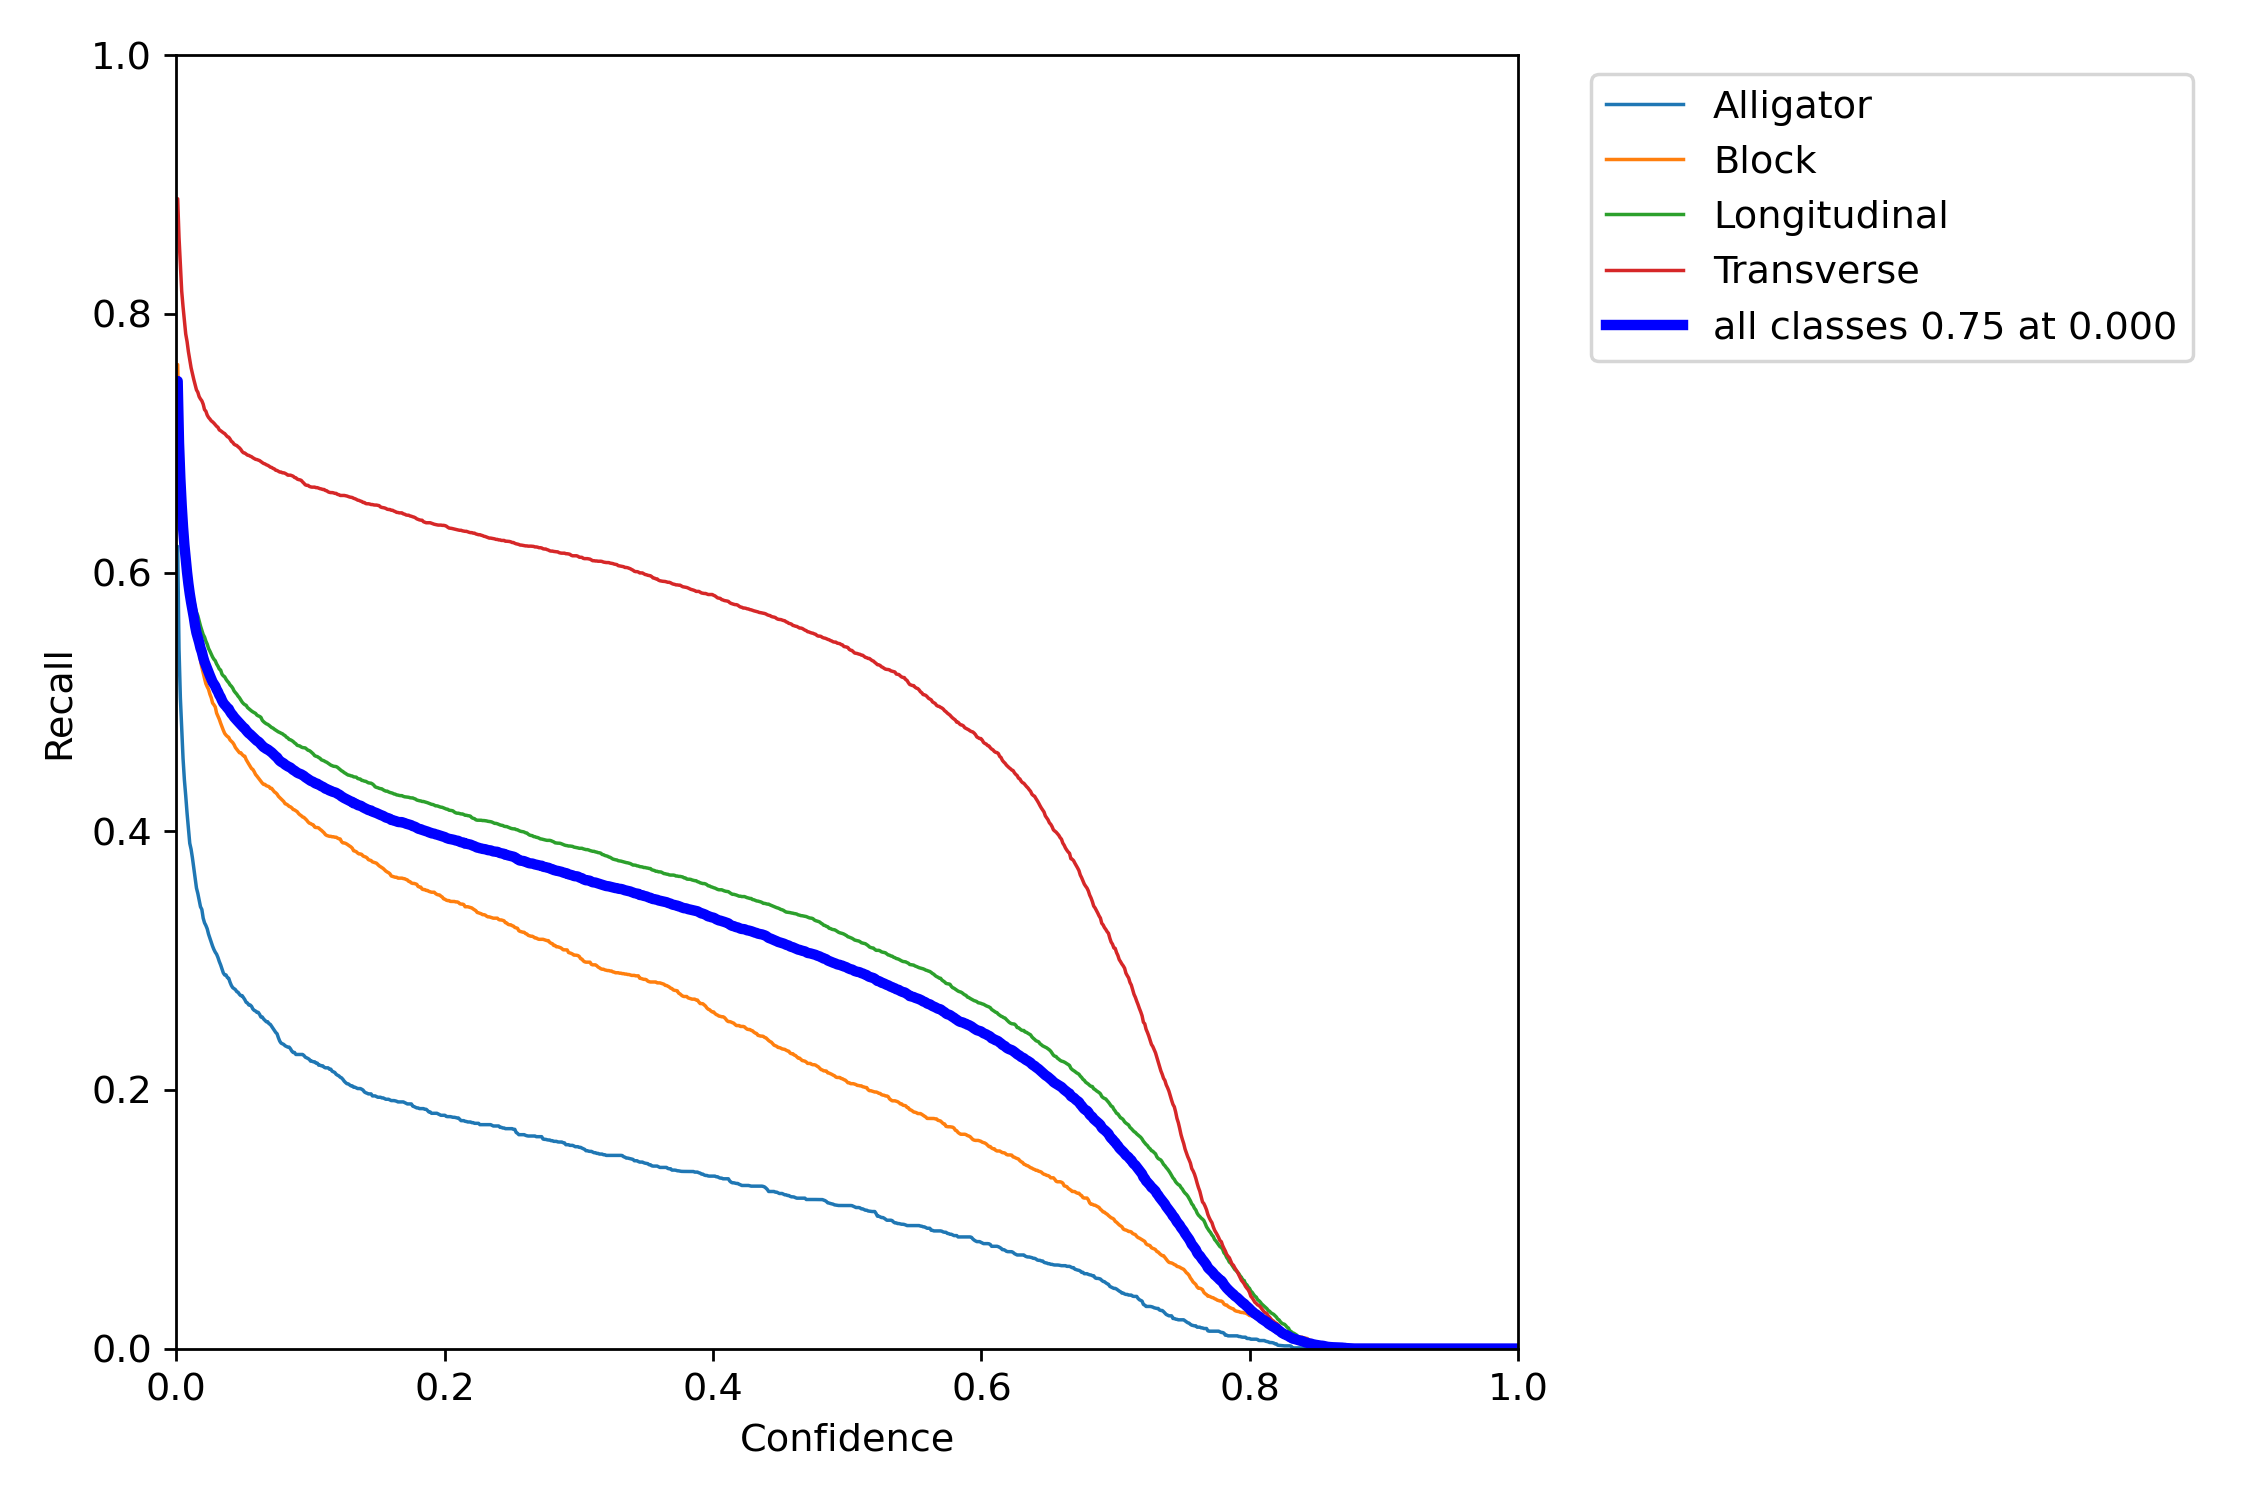 1.0
0.8
0.6
0.4
0.2
0.0
Recall
0.0 0.2 0.4 0.6 0.8 1.0
Confidence
Alligator
Block
Longitudinal
Transverse
all classes 0.75 at 0.000